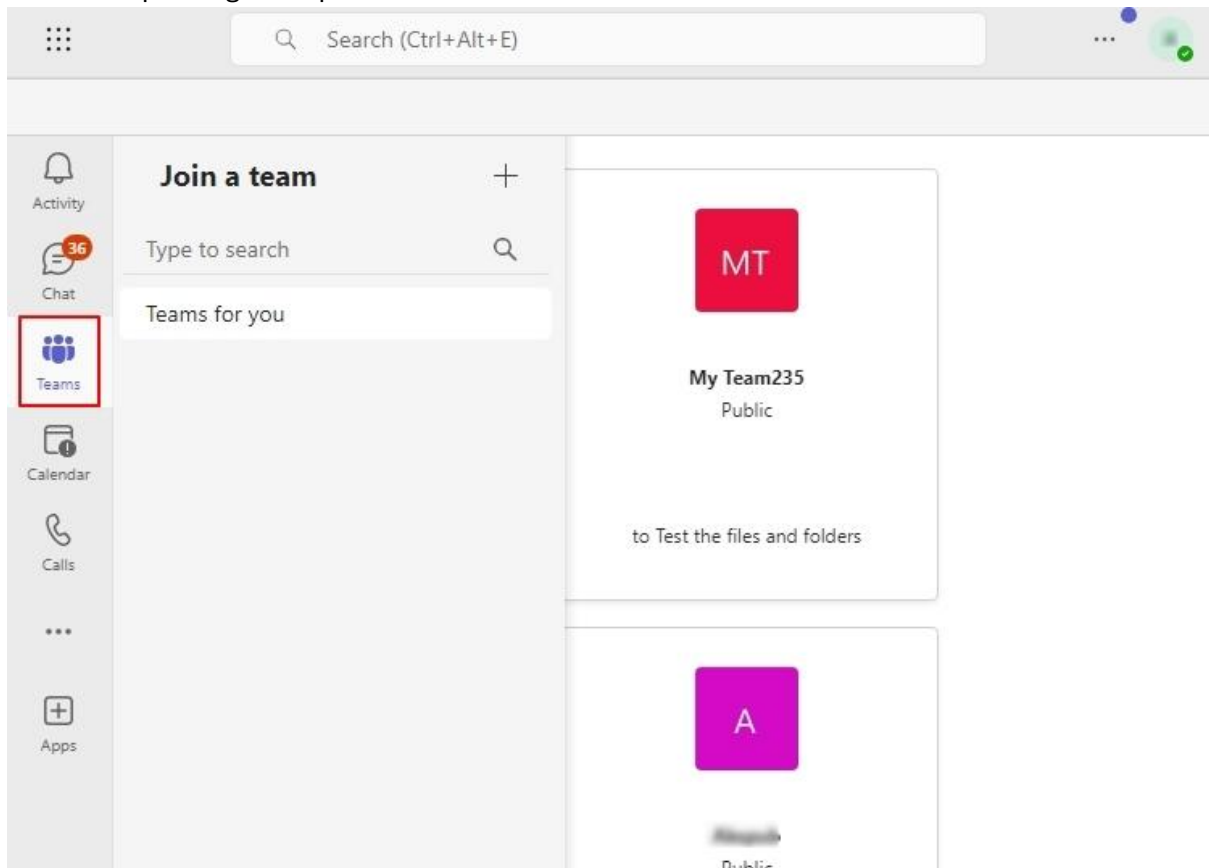 Search (Ctrl+Alt+E)
Activity
36
Chat
Teams
Calendar
Calls
Apps
Join a team
Type to search
Teams for you
MT
My Team235
Public
to Test the files and folders
A
Public